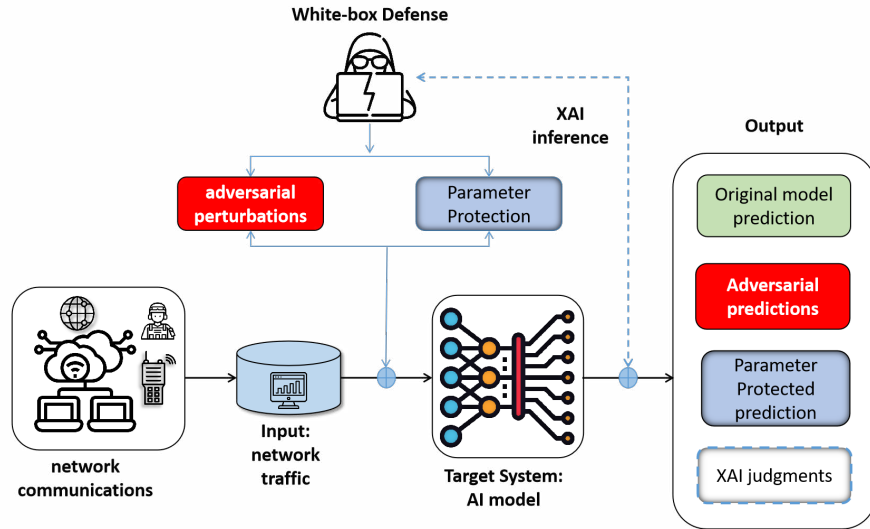 White-box Defense
XAI
inference
Output
adversarial
perturbations
Parameter
Protection
Original model
prediction
Adversarial
predictions
Parameter
Protected
prediction
XAI judgments
network
communications
Input:
network
traffic
Target System:
AI model